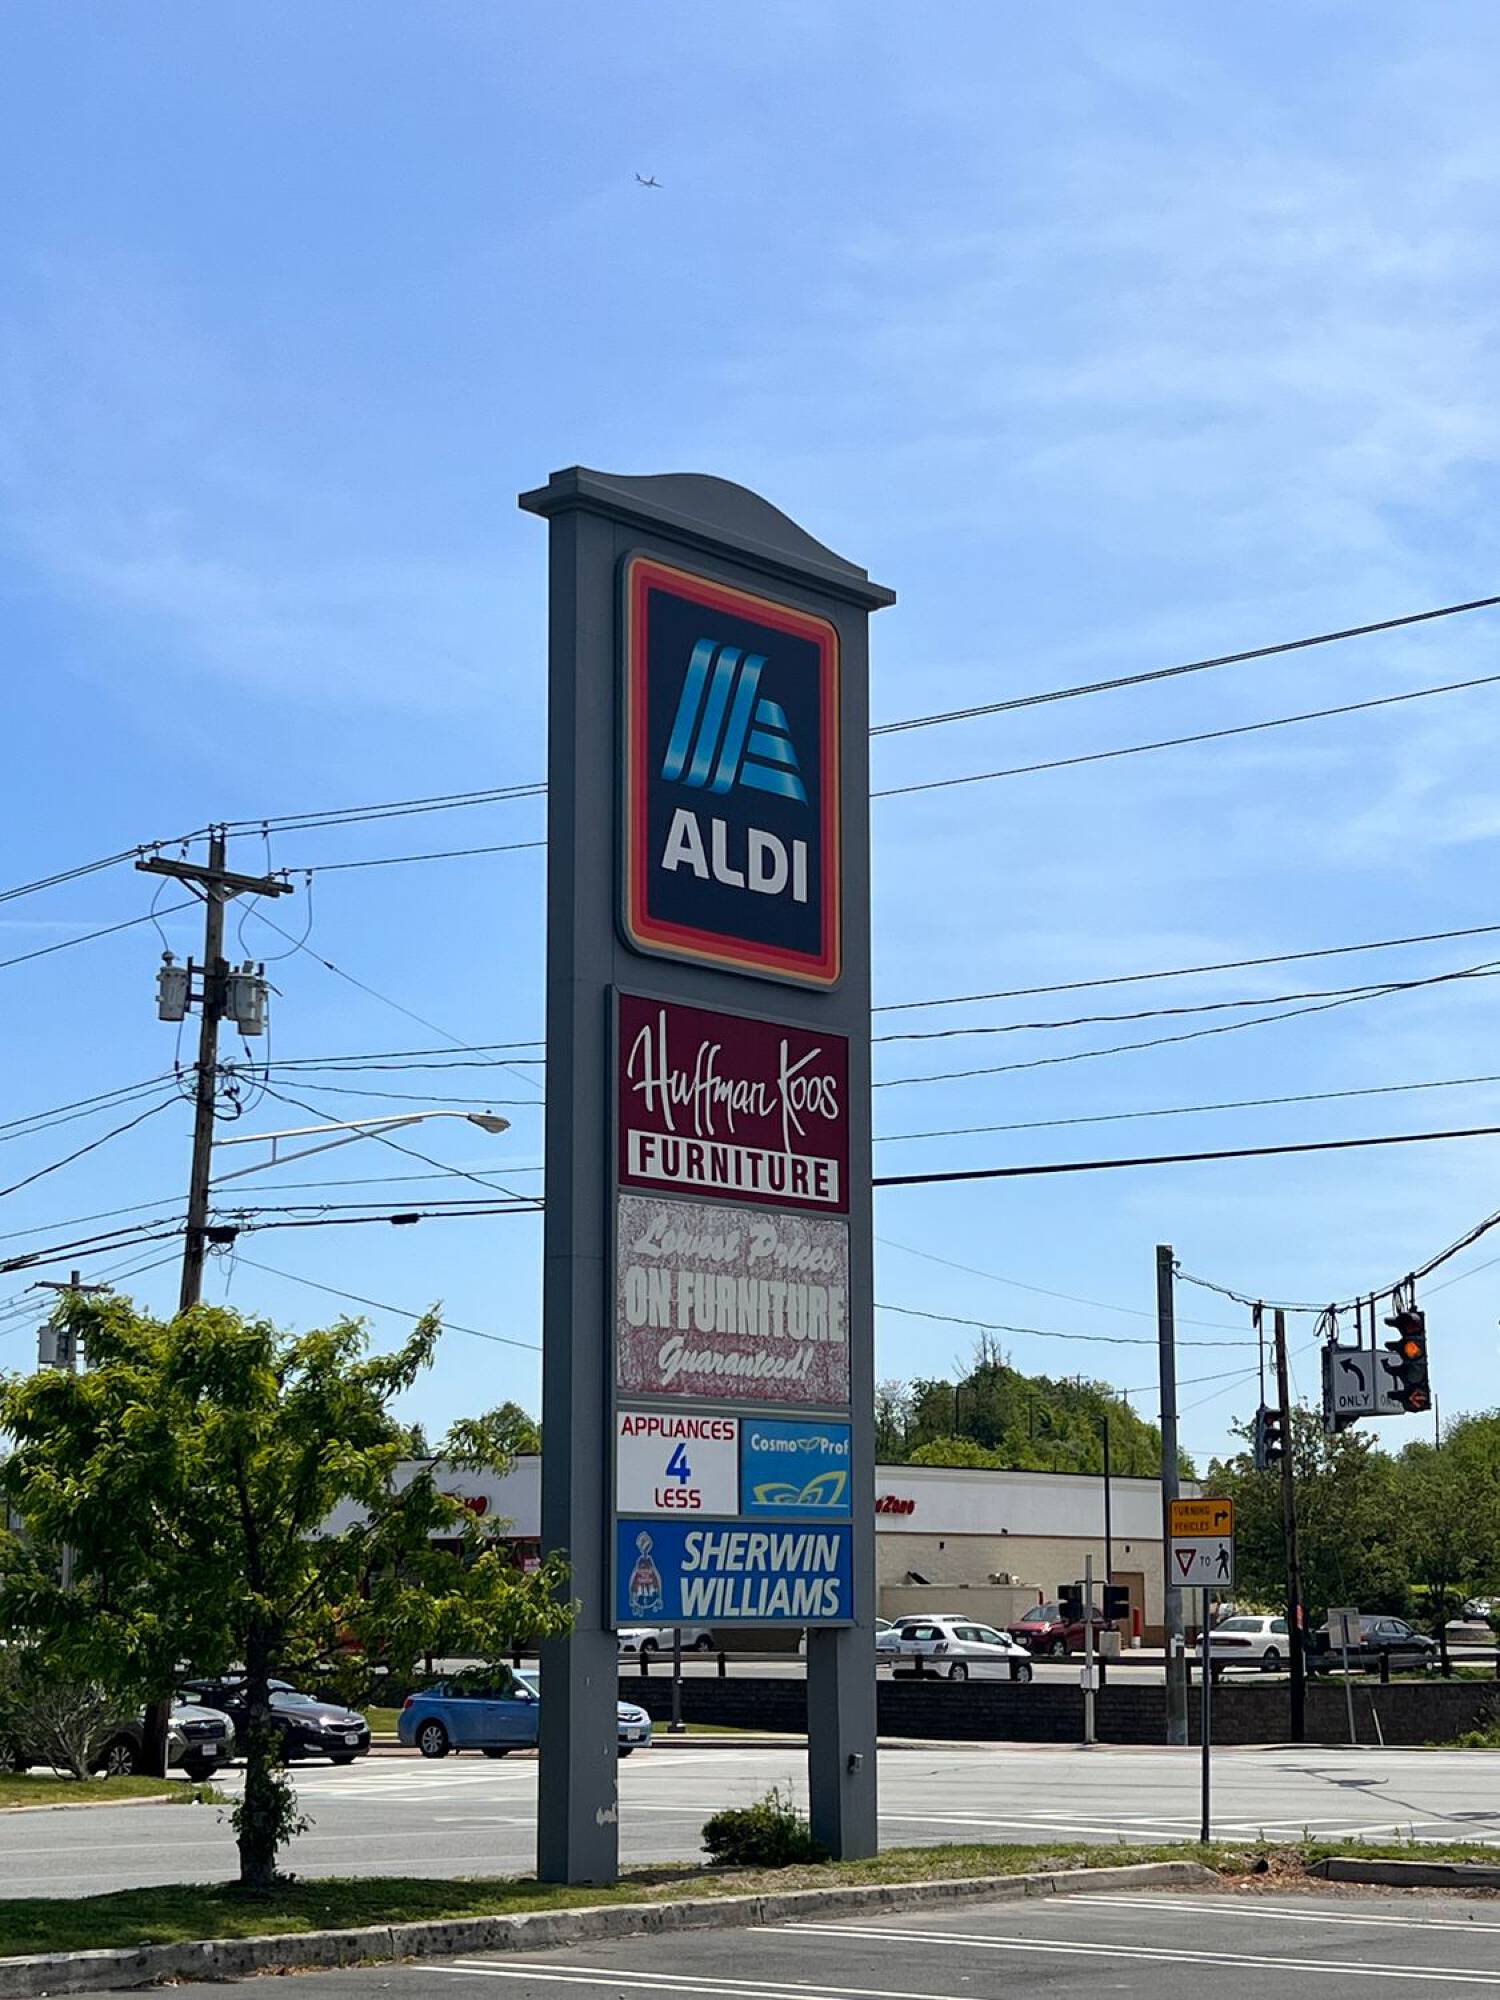 ALDI
Huffman Koos
FURNITURE
Lowest Prices
ON FURNITURE
Guaranteed!
APPLIANCES
4
LESS
CosmoProf
SHERWIN
WILLIAMS
Zone
ONLY
TURNING
VEHICLES
TO